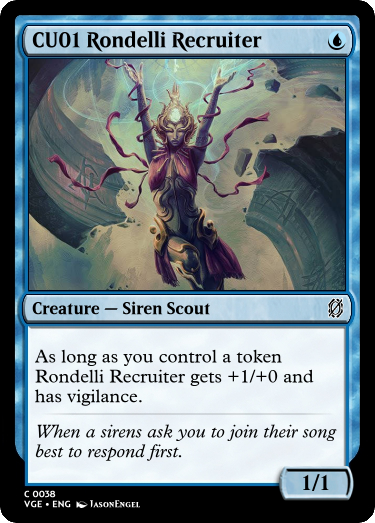 CU01 Rondelli Recruiter
Creature — Siren Scout
As long as you control a token
Rondelli Recruiter gets +1/+0 and
has vigilance.
When a sirens ask you to join their song
best to respond first.
1/1
C 0038
VGE • ENG JASONENGEL